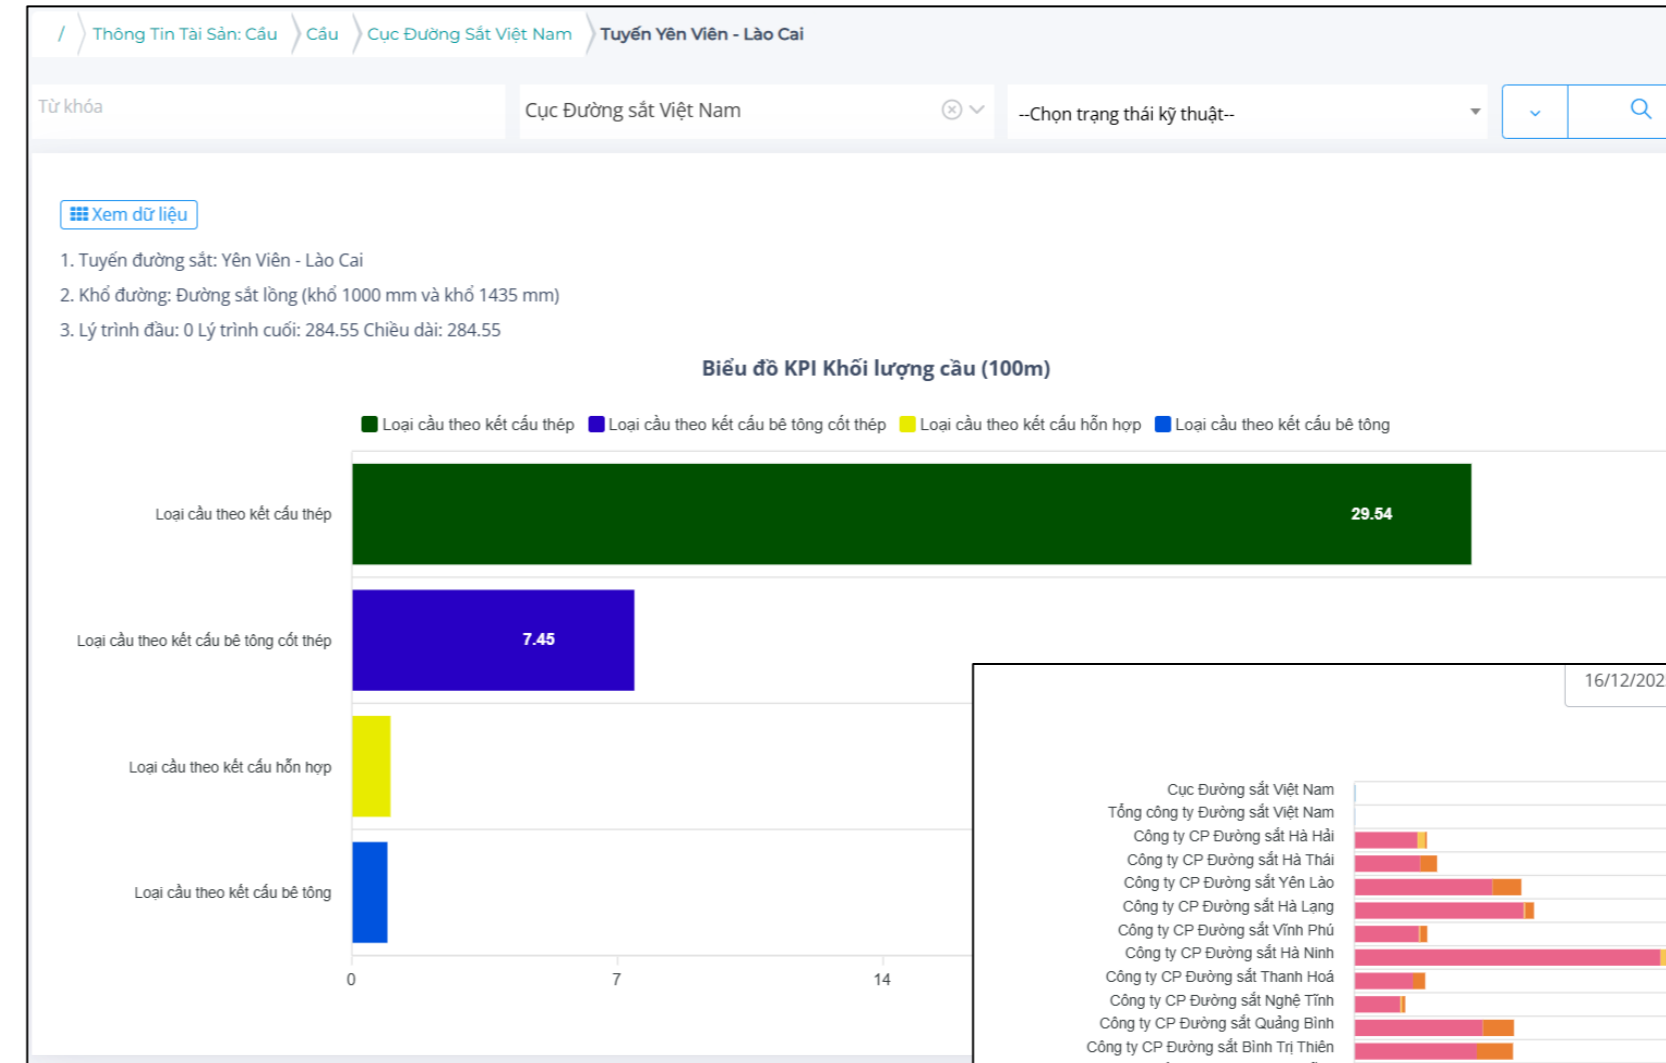 / Thông Tin Tài Sản: Cầu Cầu Cục Đường Sắt Việt Nam Tuyến Yên Viên - Lào Cai
Từ khóa Cục Đường sắt Việt Nam --Chọn trạng thái kỹ thuật--
Xem dữ liệu
1. Tuyến đường sắt: Yên Viên - Lào Cai
2. Khổ đường: Đường sắt lồng (khổ 1000 mm và khổ 1435 mm)
3. Lý trình đầu: 0 Lý trình cuối: 284.55 Chiều dài: 284.55
Biểu đồ KPI Khối lượng cầu (100m)
Loại cầu theo kết cấu thép Loại cầu theo kết cấu bê tông cốt thép Loại cầu theo kết cấu hỗn hợp Loại cầu theo kết cấu bê tông
Loại cầu theo kết cấu thép 29.54
Loại cầu theo kết cấu bê tông cốt thép 7.45
Loại cầu theo kết cấu hỗn hợp
Loại cầu theo kết cấu bê tông
0 7 14
16/12/202
Cục Đường sắt Việt Nam
Tổng công ty Đường sắt Việt Nam
Công ty CP Đường sắt Hà Hải
Công ty CP Đường sắt Hà Thái
Công ty CP Đường sắt Yên Lào
Công ty CP Đường sắt Hà Lạng
Công ty CP Đường sắt Vĩnh Phú
Công ty CP Đường sắt Hà Ninh
Công ty CP Đường sắt Thanh Hoá
Công ty CP Đường sắt Nghệ Tĩnh
Công ty CP Đường sắt Quảng Bình
Công ty CP Đường sắt Bình Trị Thiên